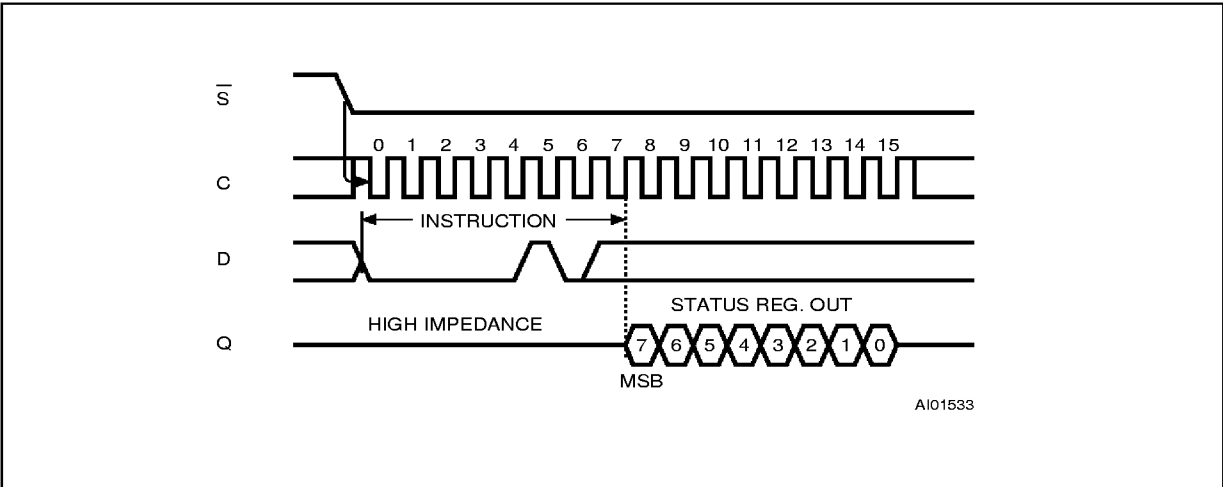 S̅
0 1 2 3 4 5 6 7 8 9 10 11 12 13 14 15
C
INSTRUCTION
D
STATUS REG. OUT
HIGH IMPEDANCE
Q
7 6 5 4 3 2 1 0
MSB
AI01533